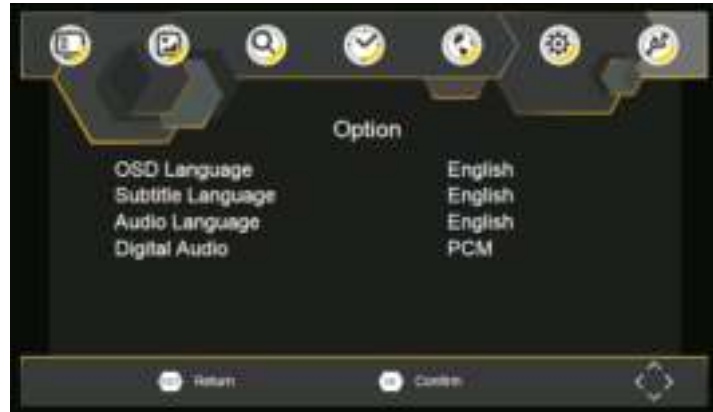 Option
OSD Language English
Subtitle Language English
Audio Language English
Digital Audio PCM
Return Confirm